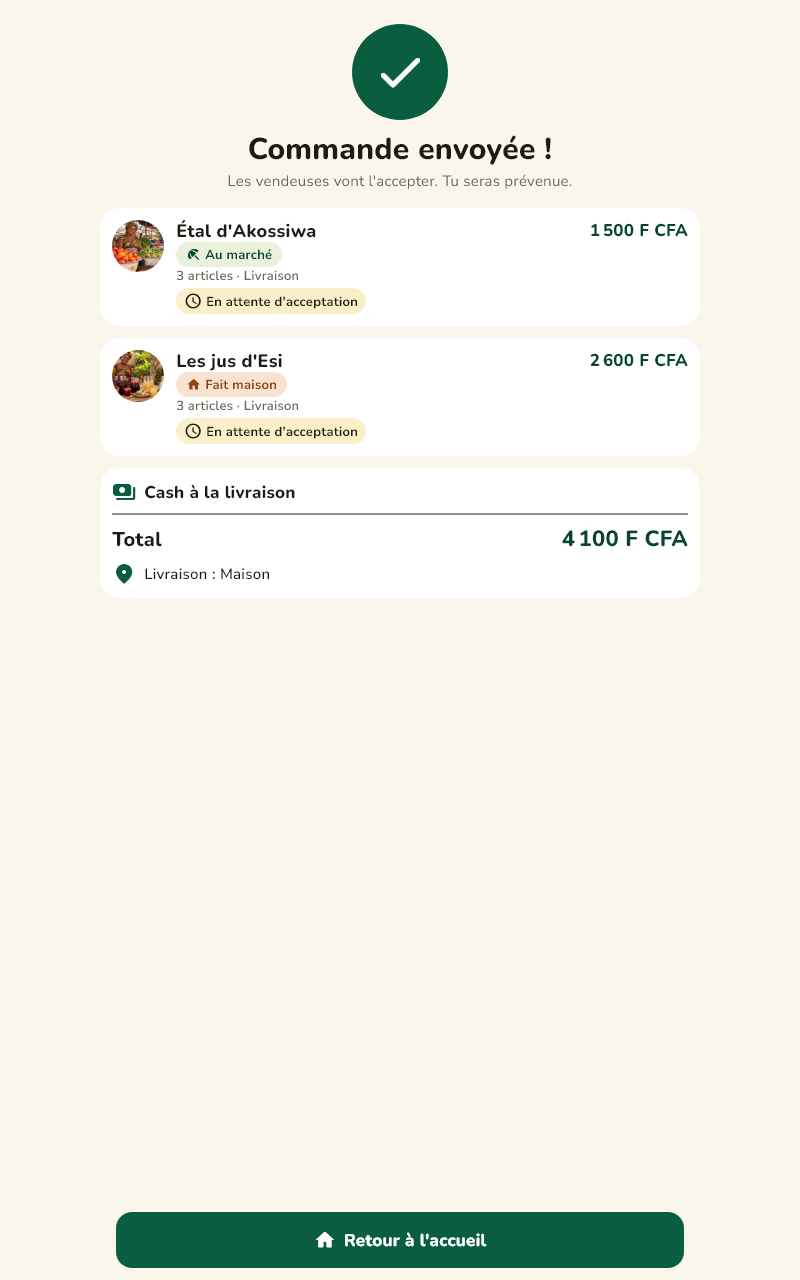 Commande envoyée !
Les vendeuses vont l'accepter. Tu seras prévenue.
Étal d'Akossiwa
1 500 F CFA
Au marché
3 articles · Livraison
En attente d'acceptation
Les jus d'Esi
2 600 F CFA
Fait maison
3 articles · Livraison
En attente d'acceptation
Cash à la livraison
Total
4 100 F CFA
Livraison : Maison
Retour à l'accueil